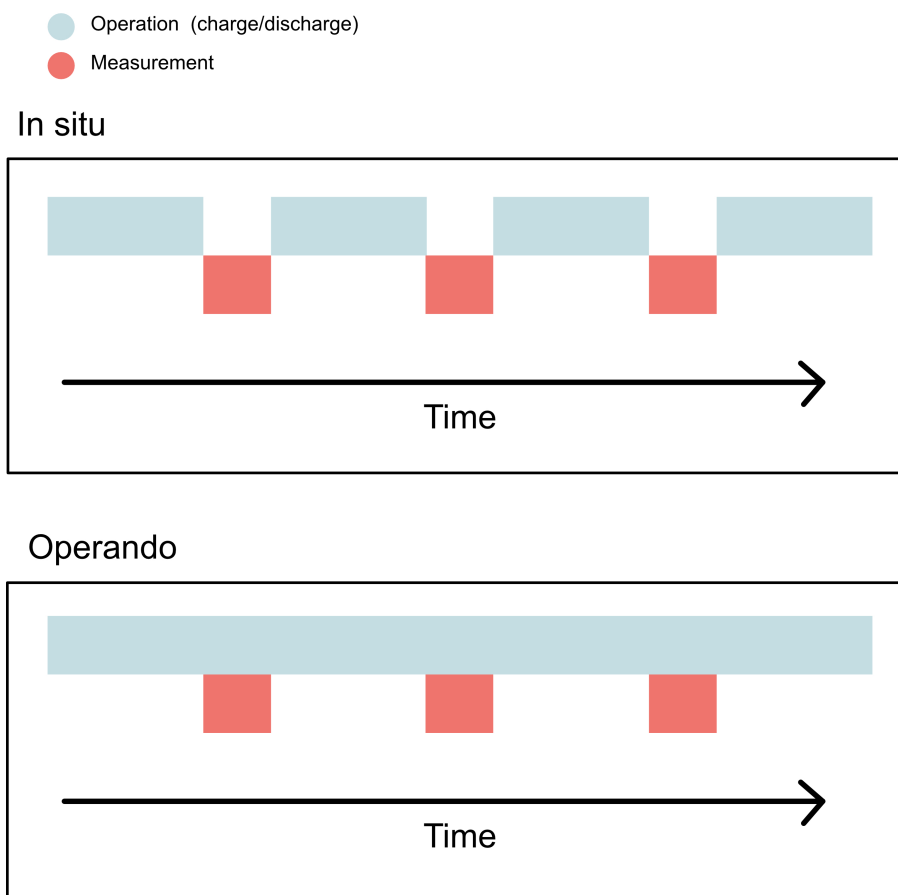 Operation (charge/discharge)
Measurement
In situ
Time
Operando
Time